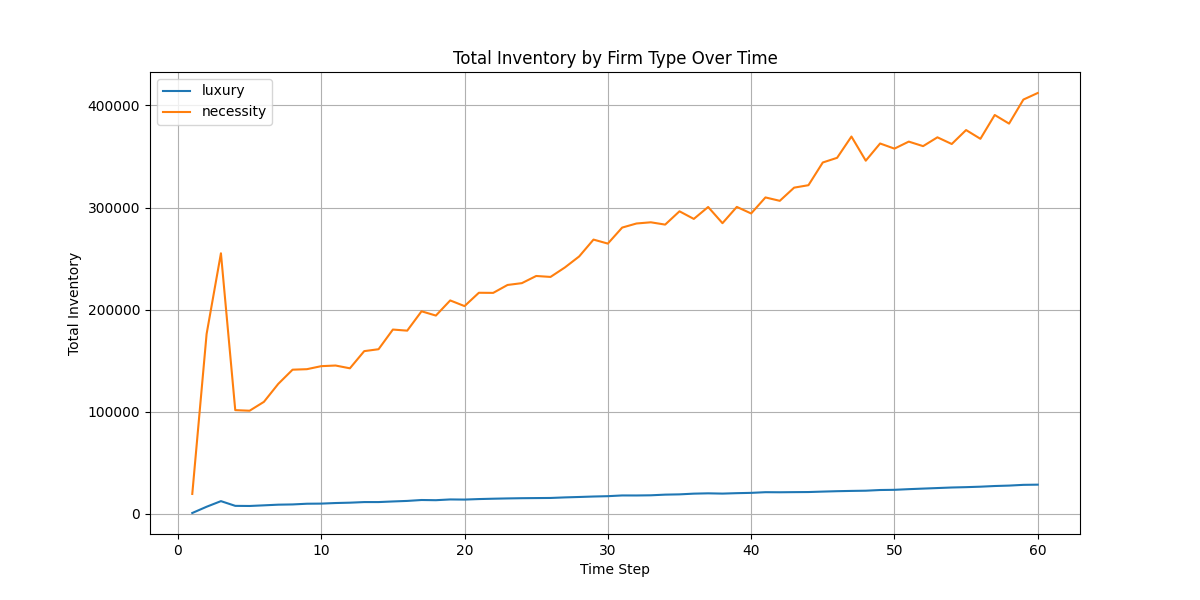 Total Inventory by Firm Type Over Time
luxury
necessity
Total Inventory
400000
300000
200000
100000
0
0 10 20 30 40 50 60
Time Step